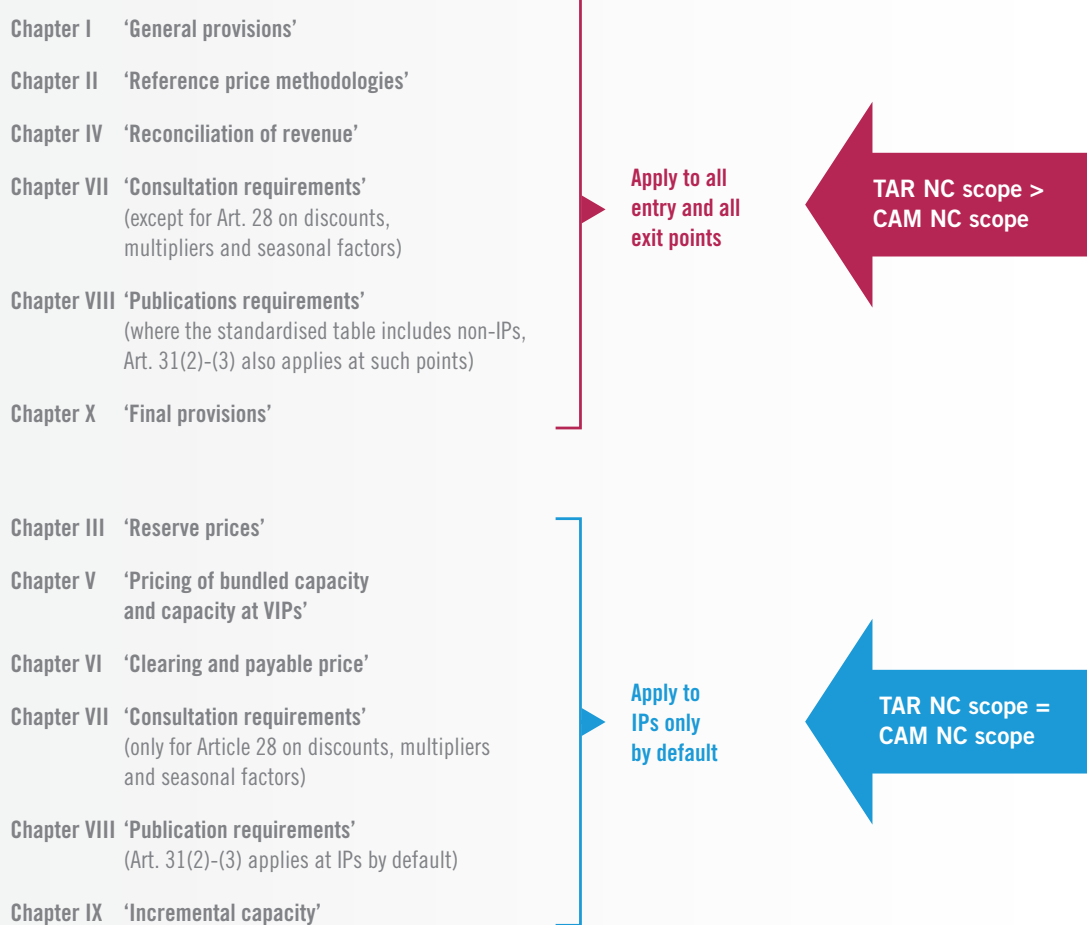 Chapter I ‘General provisions’
Chapter II ‘Reference price methodologies’
Chapter IV ‘Reconciliation of revenue’
Chapter VII ‘Consultation requirements’
(except for Art. 28 on discounts,
multipliers and seasonal factors)
Chapter VIII ‘Publications requirements’
(where the standardised table includes non-IPs,
Art. 31(2)-(3) also applies at such points)
Chapter X ‘Final provisions’
Apply to all
entry and all
exit points
TAR NC scope >
CAM NC scope
Chapter III ‘Reserve prices’
Chapter V ‘Pricing of bundled capacity
and capacity at VIPs’
Chapter VI ‘Clearing and payable price’
Chapter VII ‘Consultation requirements’
(only for Article 28 on discounts, multipliers
and seasonal factors)
Chapter VIII ‘Publication requirements’
(Art. 31(2)-(3) applies at IPs by default)
Chapter IX ‘Incremental capacity’
Apply to
IPs only
by default
TAR NC scope =
CAM NC scope